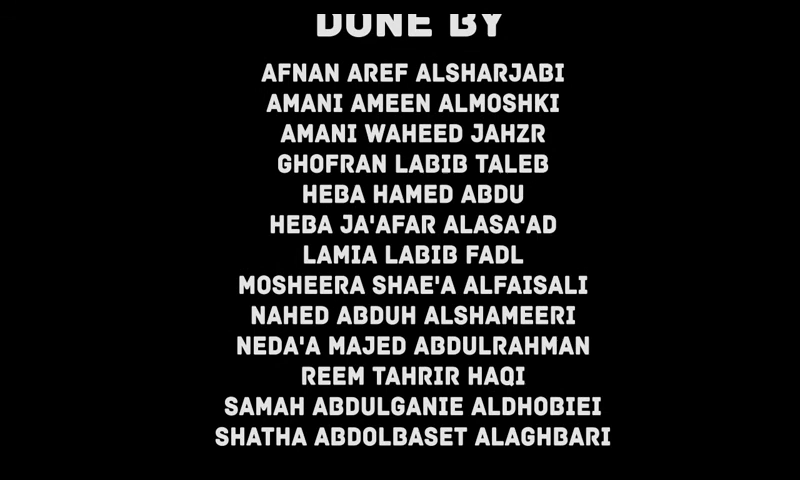 DONE BY
AFNAN AREF ALSHARJABI
AMANI AMEEN ALMOSHKI
AMANI WAHEED JAHZR
GHOFRAN LABIB TALEB
HEBA HAMED ABDU
HEBA JA'AFAR ALASA'AD
LAMIA LABIB FADL
MOSHEERA SHAE'A ALFAISALI
NAHED ABDUH ALSHAMEERI
NEDA'A MAJED ABDULRAHMAN
REEM TAHRIR HAQI
SAMAH ABDULGANIE ALDHOBIEI
SHATHA ABDOLBASET ALAGHBARI